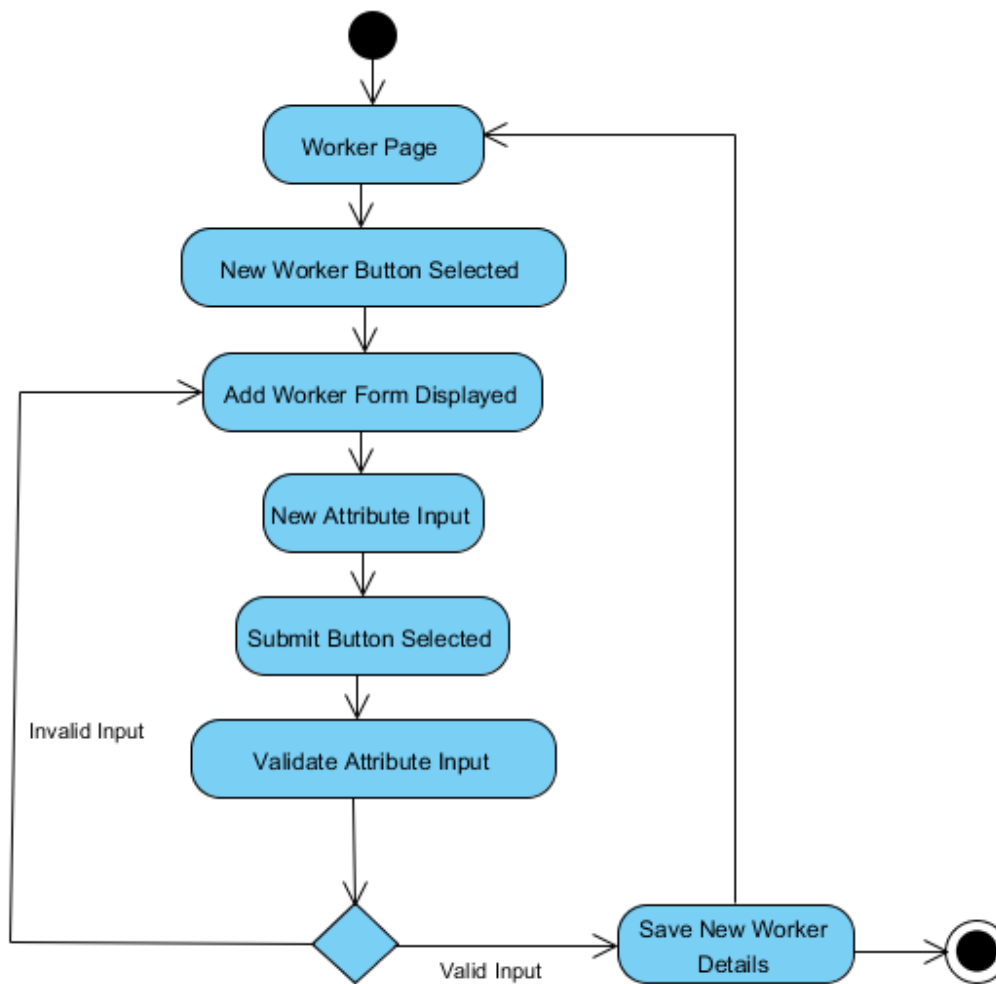 Worker Page
New Worker Button Selected
Add Worker Form Displayed
New Attribute Input
Submit Button Selected
Invalid Input
Validate Attribute Input
Save New Worker
Details
Valid Input